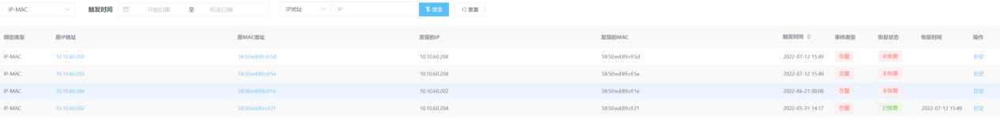 IP-MAC 触发时间 开始日期 至 结束日期 IP地址 IP 搜索 重置
绑定类型 原IP地址 原MAC地址 发现的IP 发现的MAC 触发时间 事件类型 恢复状态 恢复时间 操作
IP-MAC 10.10.60.203 58:50:ed:89:cf:5d 10.10.60.204 58:50:ed:89:cf:5d 2022-07-12 15:49 告警 未恢复 历史
IP-MAC 10.10.60.203 58:50:ed:89:cf:5a 10.10.60.204 58:50:ed:89:cf:5a 2022-07-12 15:49 告警 未恢复 历史
IP-MAC 10.10.60.204 58:50:ed:89:cf:1e 10.10.60.202 58:50:ed:89:cf:1e 2022-06-21 08:08 告警 未恢复 历史
IP-MAC 10.10.60.202 58:50:ed:89:cf:21 10.10.60.204 58:50:ed:89:cf:21 2022-05-31 14:17 告警 已恢复 2022-07-12 15:49 历史